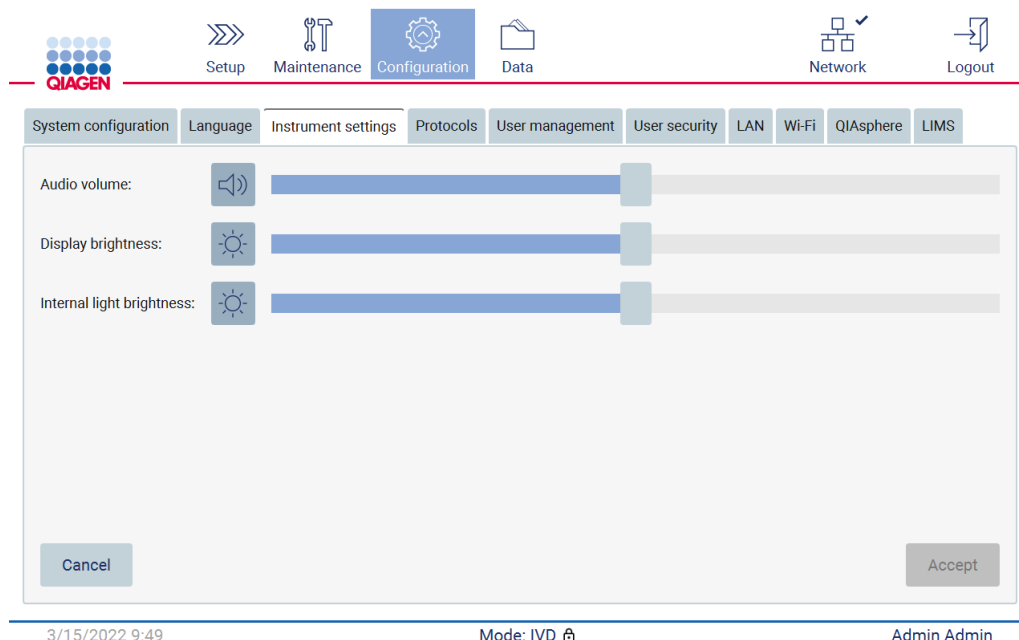 QIAGEN
Setup
Maintenance
Configuration
Data
Network
Logout
System configuration
Language
Instrument settings
Protocols
User management
User security
LAN
Wi-Fi
QIAsphere
LIMS
Audio volume:
Display brightness:
Internal light brightness:
Cancel
Accept
3/15/2022 9:49
Mode: IVD
Admin Admin